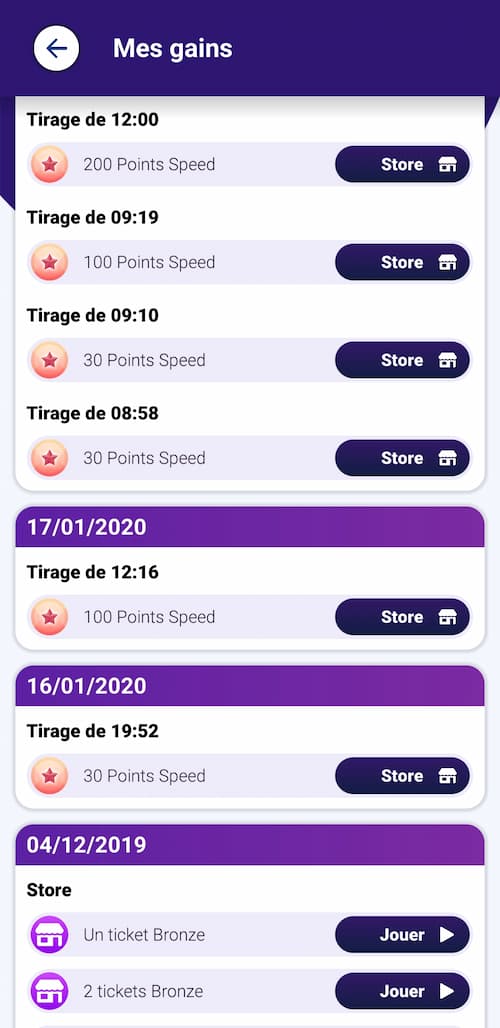 Mes gains
Tirage de 12:00
200 Points Speed Store
Tirage de 09:19
100 Points Speed Store
Tirage de 09:10
30 Points Speed Store
Tirage de 08:58
30 Points Speed Store
17/01/2020
Tirage de 12:16
100 Points Speed Store
16/01/2020
Tirage de 19:52
30 Points Speed Store
04/12/2019
Store
Un ticket Bronze Jouer
2 tickets Bronze Jouer